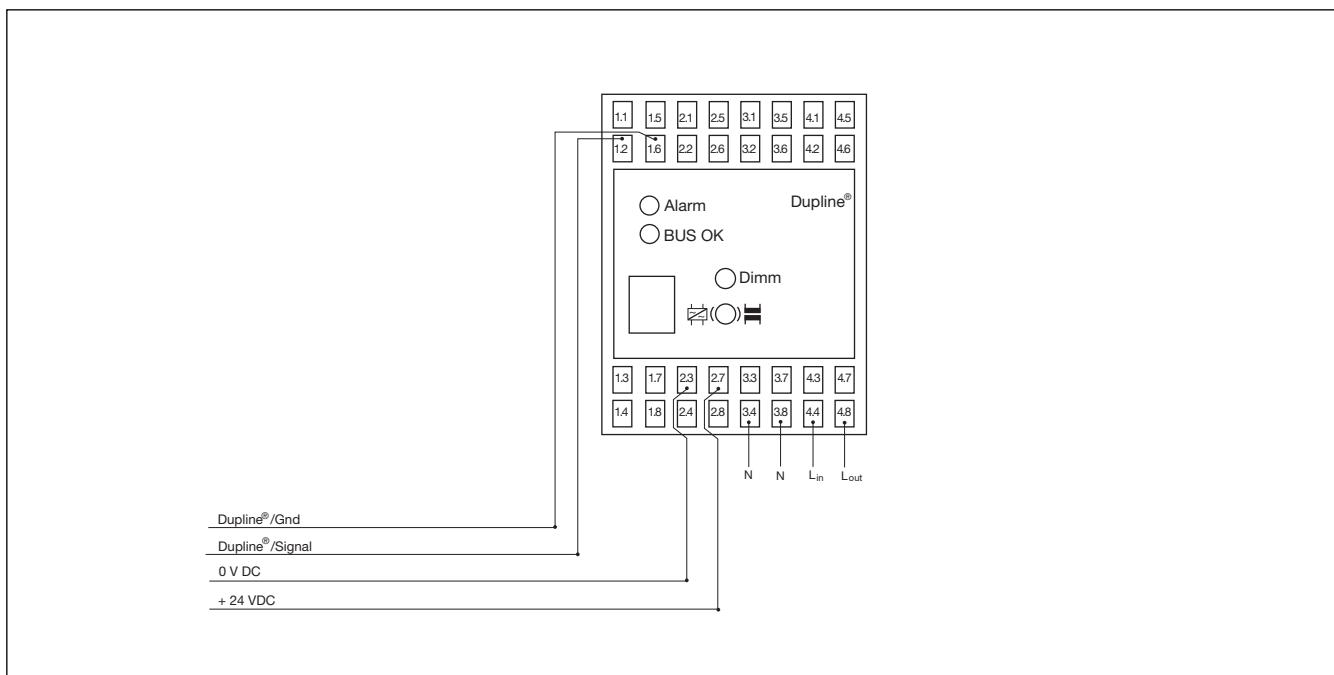 1.1 1.5 2.1 2.5 3.1 3.5 4.1 4.5
1.2 1.6 2.2 2.6 3.2 3.6 4.2 4.6
Alarm
Dupline®
BUS OK
Dimm
1.3 1.7 2.3 2.7 3.3 3.7 4.3 4.7
1.4 1.8 2.4 2.8 3.4 3.8 4.4 4.8
N N Lin Lout
Dupline®/Gnd
Dupline®/Signal
0 V DC
+ 24 VDC